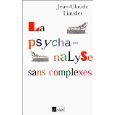 Jean-Claude
Liaudet
La
psycha-
naLySe
sans complexes